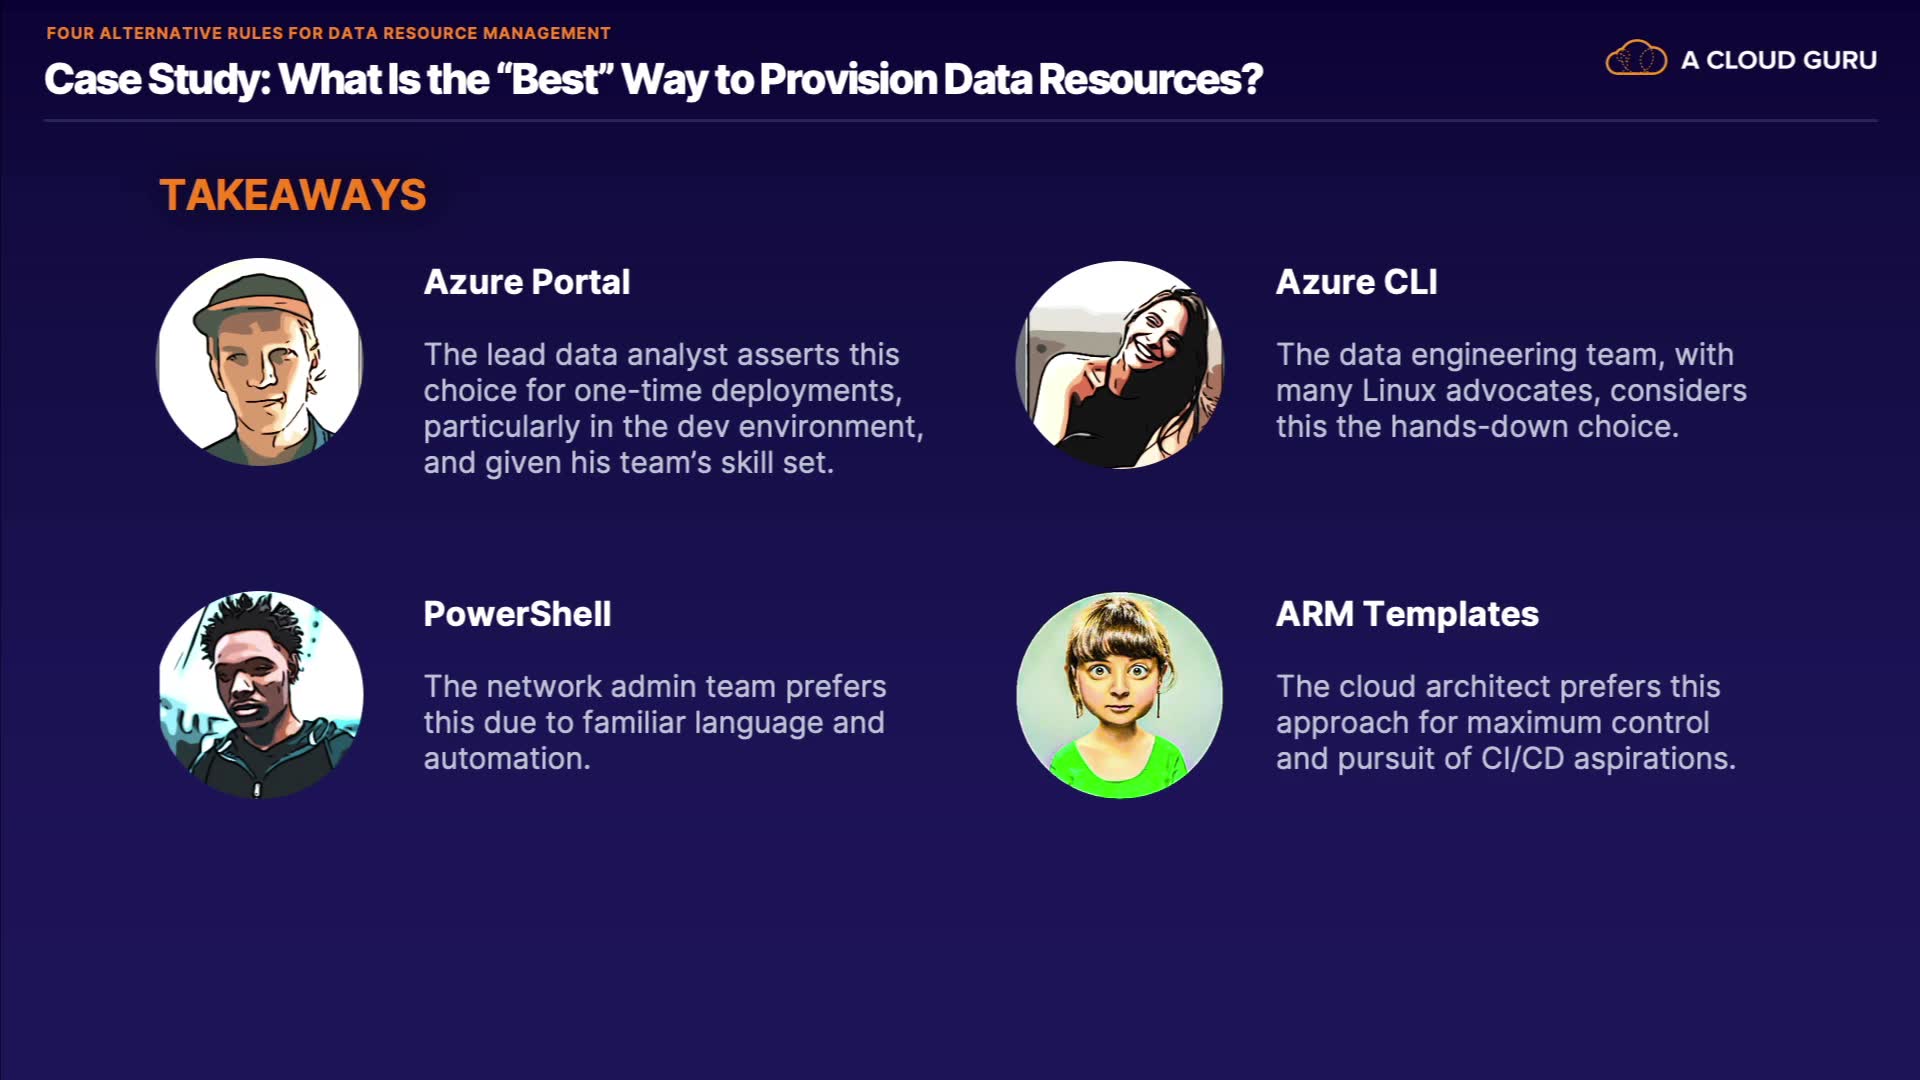 FOUR ALTERNATIVE RULES FOR DATA RESOURCE MANAGEMENT
Case Study: What Is the “Best” Way to Provision Data Resources?
A CLOUD GURU
TAKEAWAYS
Azure Portal
The lead data analyst asserts this
choice for one-time deployments,
particularly in the dev environment,
and given his team’s skill set.
Azure CLI
The data engineering team, with
many Linux advocates, considers
this the hands-down choice.
PowerShell
The network admin team prefers
this due to familiar language and
automation.
ARM Templates
The cloud architect prefers this
approach for maximum control
and pursuit of CI/CD aspirations.